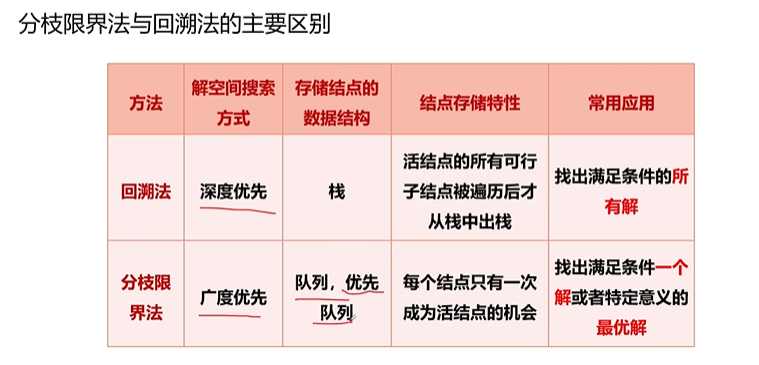 分枝限界法与回溯法的主要区别
方法
解空间搜索
方式
存储结点的
数据结构
结点存储特性
常用应用
回溯法
深度优先
栈
活结点的所有可行
子结点被遍历后才
从栈中出栈
找出满足条件的所
有解
分枝限
界法
广度优先
队列，优先
队列
每个结点只有一次
成为活结点的机会
找出满足条件一个
解或者特定意义的
最优解